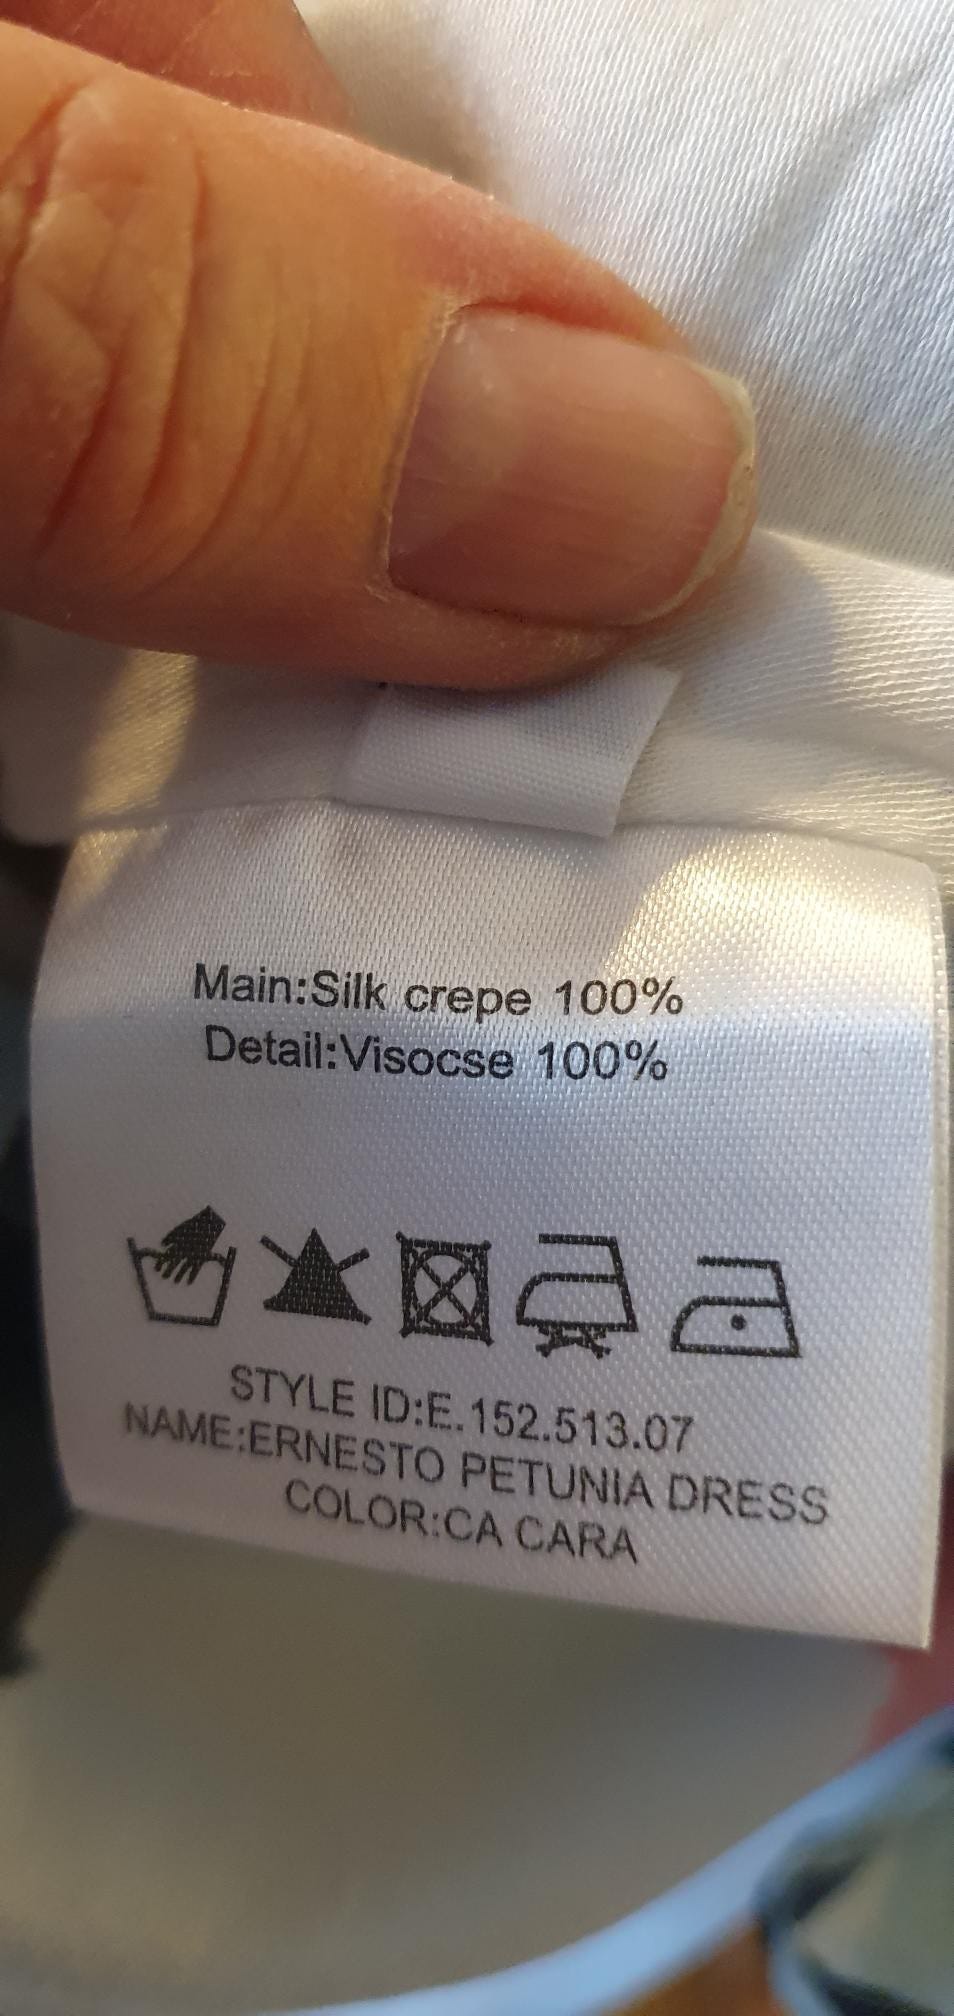 Main:Silk crepe 100%
Detail:Visocse 100%
STYLE ID:E.152.513.07
NAME:ERNESTO PETUNIA DRESS
COLOR:CA CARA